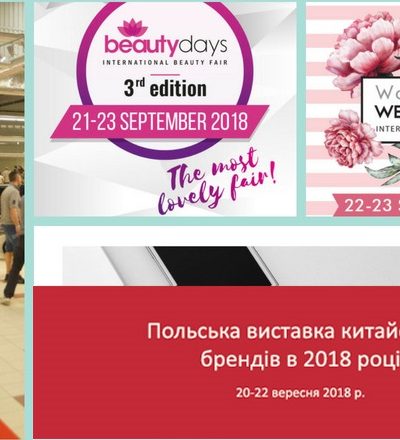 beautydays
INTERNATIONAL BEAUTY FAIR
3rd edition
21-23 SEPTEMBER 2018
The most
lovely fair!
22-23
Польська виставка
брендів в 2018 році
20-22 вересня 2018 р.